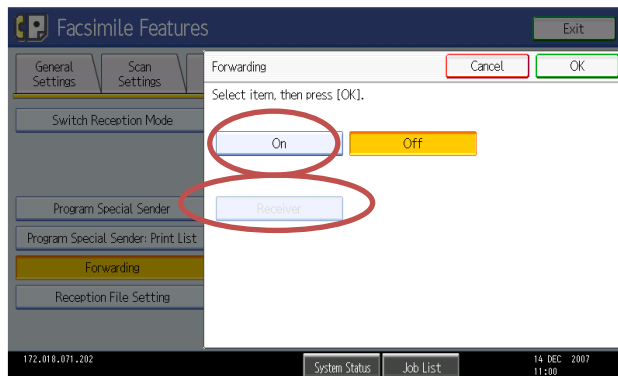 Facsimile Features
Exit
General Settings
Scan Settings
Forwarding
Cancel
OK
Select item, then press [OK].
Switch Reception Mode
On
Off
Program Special Sender
Receiver
Program Special Sender: Print List
Forwarding
Reception File Setting
172.018.071.202
System Status
Job List
14 DEC 2007
11:00